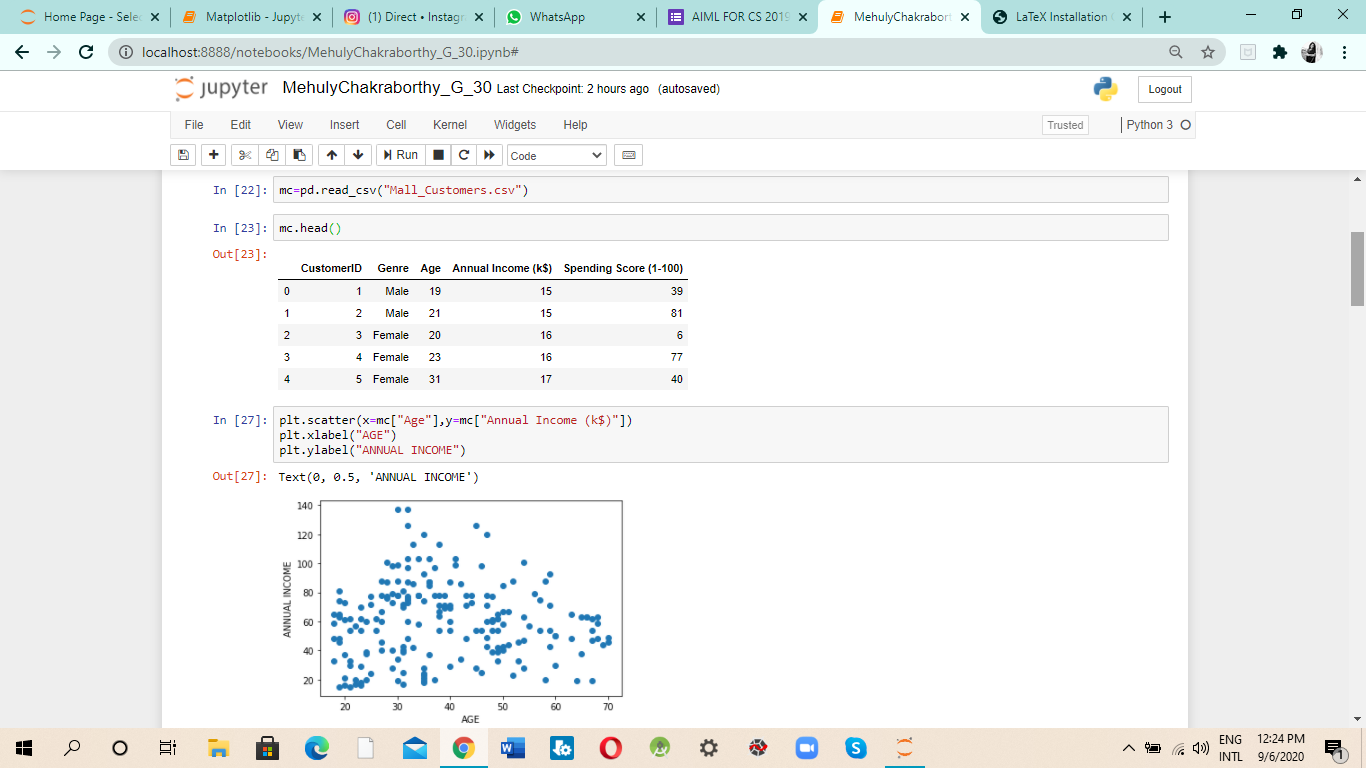 Home Page - Selec
Matplotlib - Jupyte
(1) Direct • Instagr
WhatsApp
AIML FOR CS 2019
MehulyChakrabort
LaTeX Installation
localhost:8888/notebooks/MehulyChakraborthy_G_30.ipynb#
jupyter MehulyChakraborthy_G_30 Last Checkpoint: 2 hours ago (autosaved)
Logout
File Edit View Insert Cell Kernel Widgets Help
Trusted
Python 3
Run
Code
In [22]: mc=pd.read_csv("Mall_Customers.csv")
In [23]: mc.head()
Out[23]:
CustomerID Genre Age Annual Income (k$) Spending Score (1-100)
0 1 Male 19 15 39
1 2 Male 21 15 81
2 3 Female 20 16 6
3 4 Female 23 16 77
4 5 Female 31 17 40
In [27]: plt.scatter(x=mc["Age"],y=mc["Annual Income (k$)"])
plt.xlabel("AGE")
plt.ylabel("ANNUAL INCOME")
Out[27]: Text(0, 0.5, 'ANNUAL INCOME')
ANNUAL INCOME
140
120
100
80
60
40
20
20 30 40 50 60 70
AGE
ENG
INTL
12:24 PM
9/6/2020
1